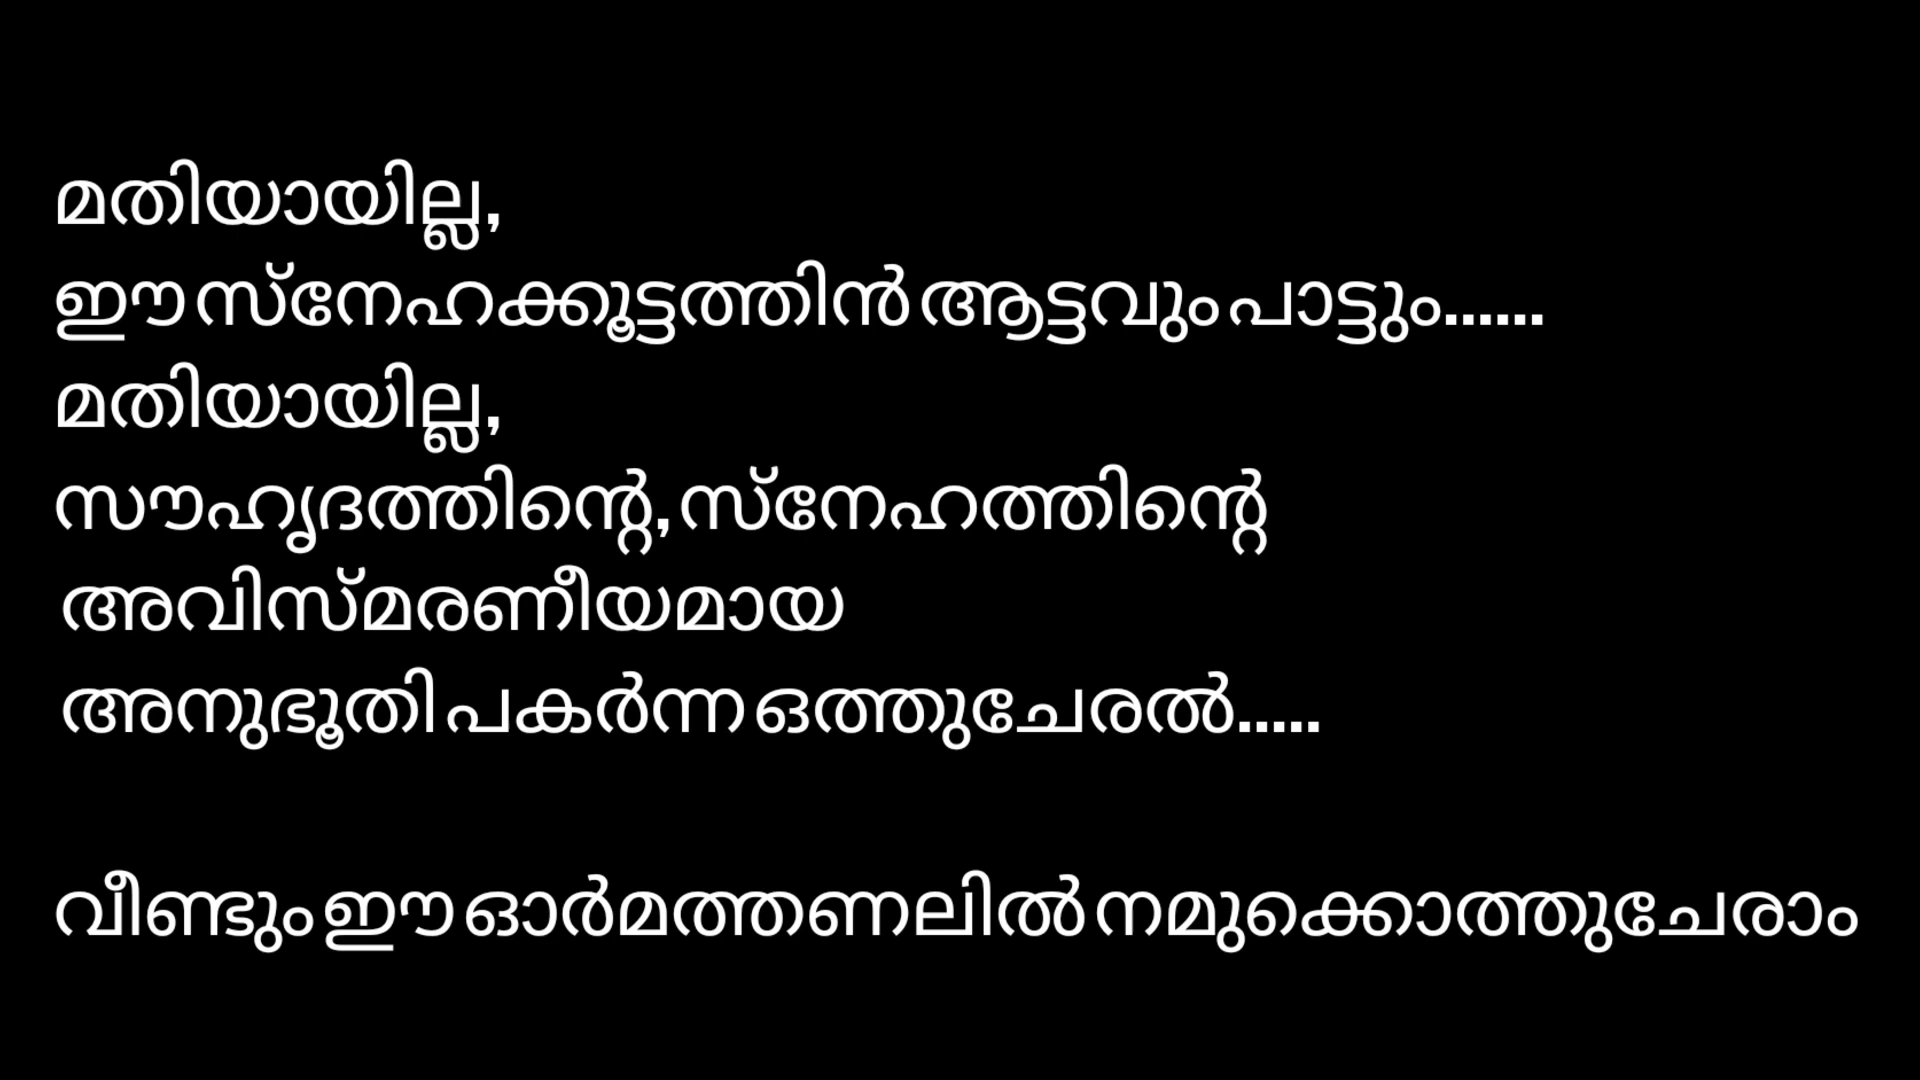 മതിയായില്ല,
ഈ സ്നേഹക്കൂട്ടത്തിൻ ആട്ടവും പാട്ടും......
മതിയായില്ല,
സൗഹൃദത്തിന്റെ, സ്നേഹത്തിന്റെ
അവിസ്മരണീയമായ
അനുഭൂതി പകർന്ന ഒത്തുചേരൽ.....
വീണ്ടും ഈ ഓർമത്തണലിൽ നമുക്കൊത്തുചേരാം